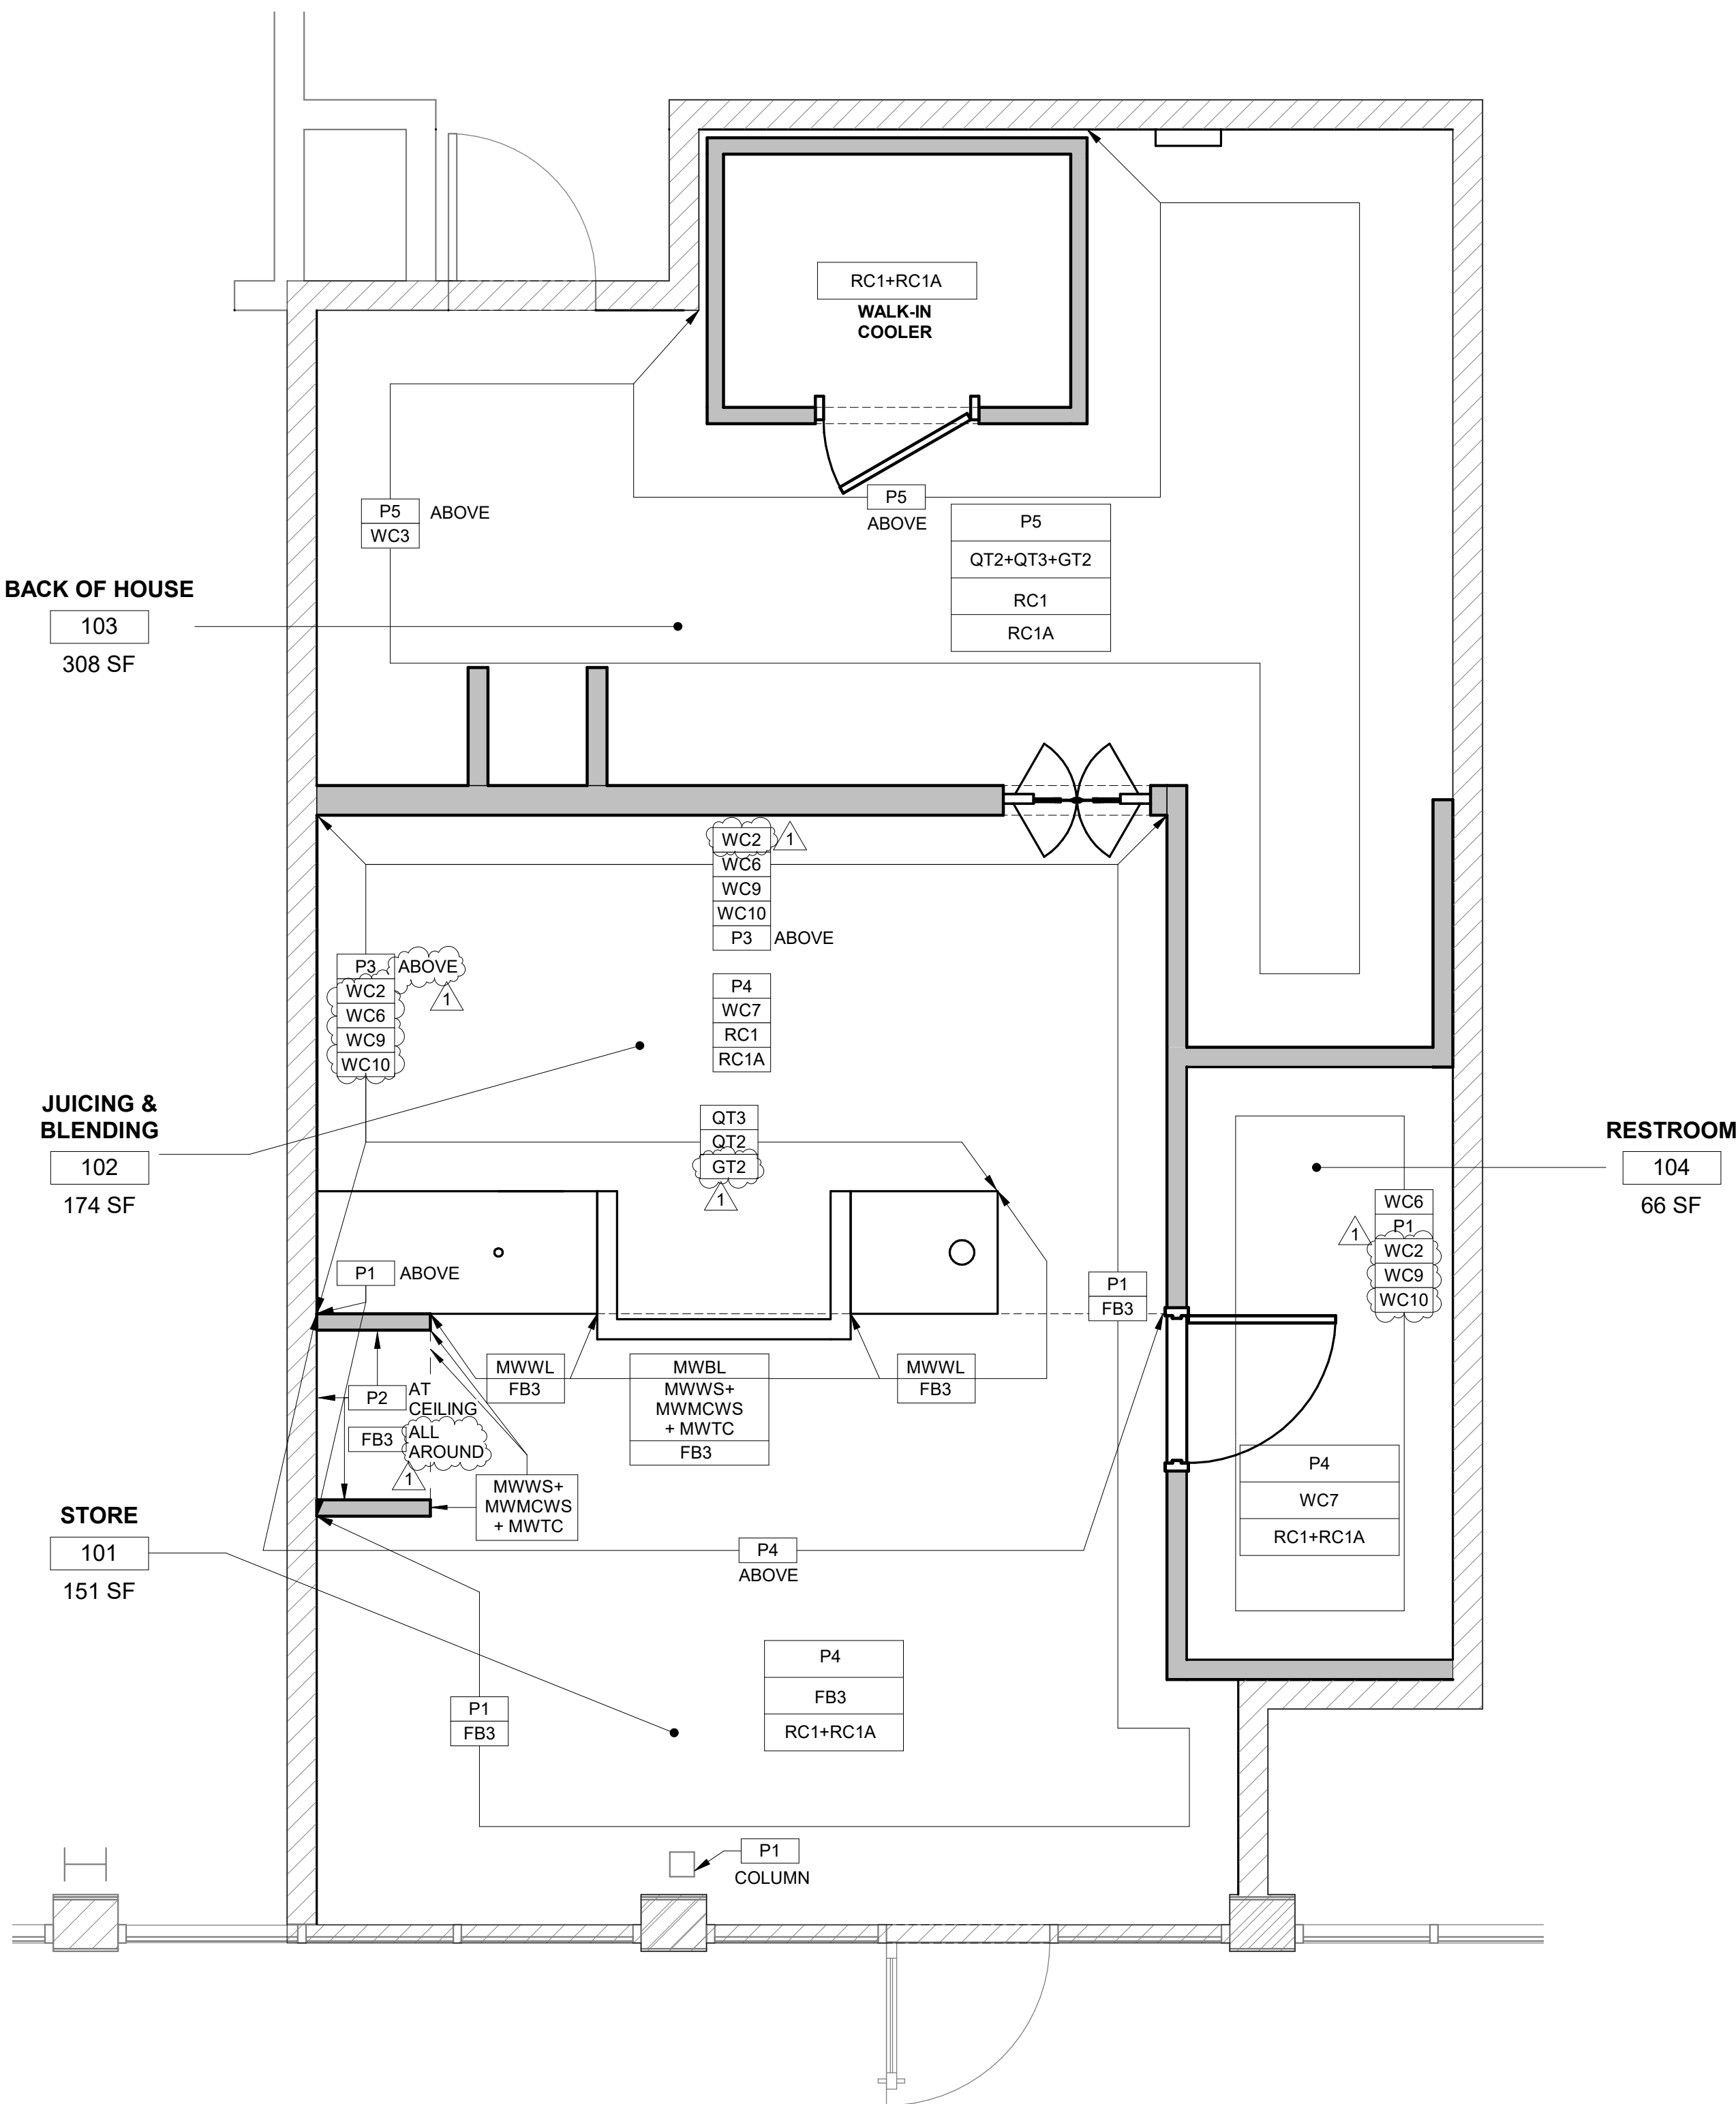 RC1+RC1A
WALK-IN
COOLER
P5
WC3
ABOVE
P5
ABOVE
P5
QT2+QT3+GT2
RC1
RC1A
BACK OF HOUSE
103
308 SF
WC2
WC6
WC9
WC10
P3
ABOVE
1
P3
ABOVE
WC2
WC6
WC9
WC10
1
P4
WC7
RC1
RC1A
JUICING &
BLENDING
102
174 SF
QT3
QT2
GT2
1
RESTROOM
104
66 SF
WC6
P1
WC2
WC9
WC10
1
P1
ABOVE
P1
FB3
MWWL
FB3
MWBL
MWWS+
MWMCWS
+ MWTC
FB3
MWWL
FB3
P2
AT
CEILING
FB3
ALL
AROUND
1
MWWS+
MWMCWS
+ MWTC
P4
WC7
RC1+RC1A
STORE
101
151 SF
P4
ABOVE
P4
FB3
RC1+RC1A
P1
FB3
P1
COLUMN